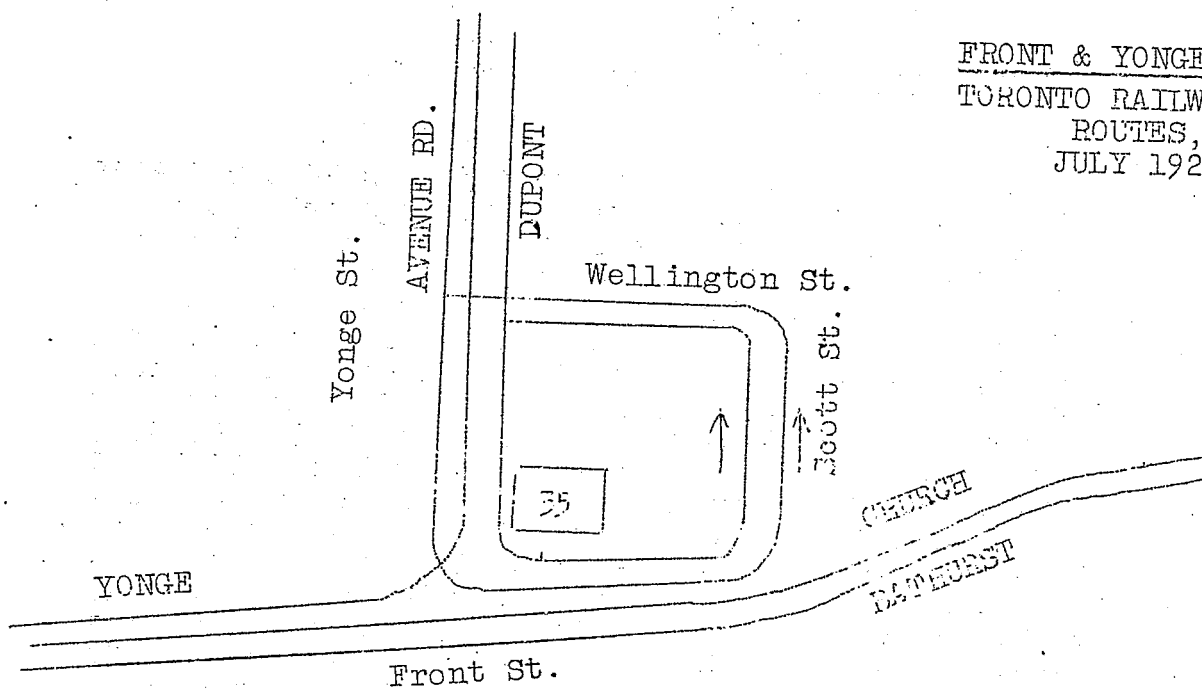 FRONT & YONGE
TORONTO RAILW
ROUTES,
JULY 192
AVENUE RD.
DUPONT
Yonge St.
Wellington St.
Scott St.
35
CHURCH
BATHURST
YONGE
Front St.